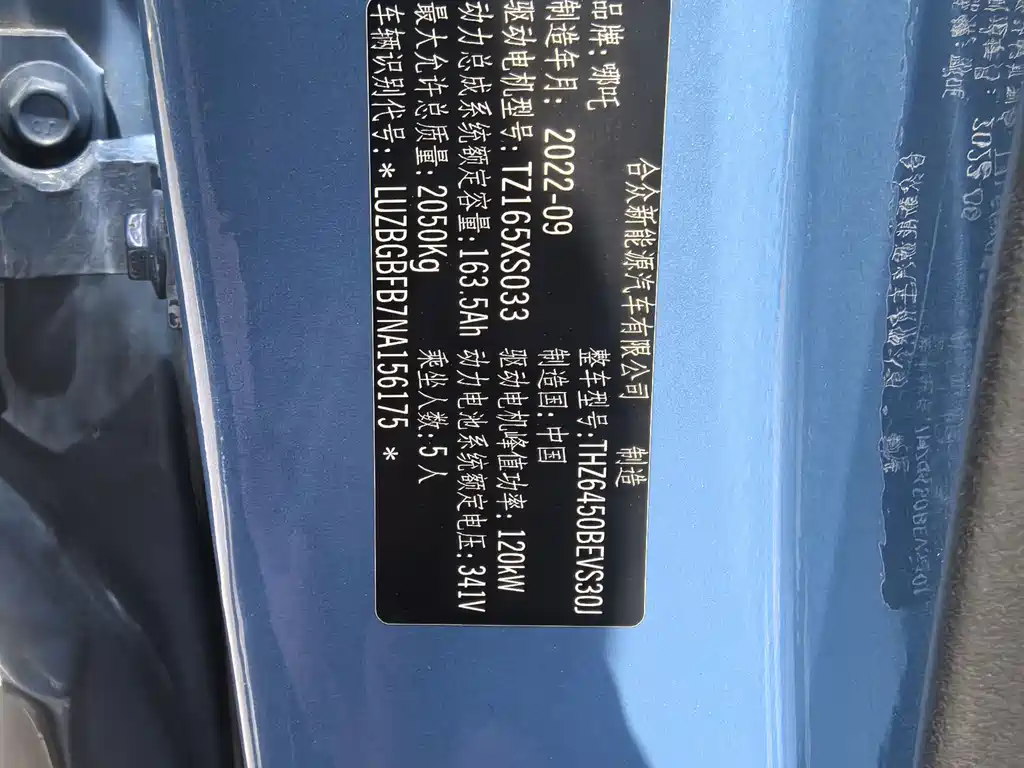 合众新能源汽车有限公司 制造
品牌:哪吒 整车型号:THZ6450BEVS30J
制造年月: 2022-09 制造国:中国
驱动电机型号:TZ165XS033 驱动电机峰值功率:120kW
动力总成系统额定容量:163.5Ah 动力电池系统额定电压:341V
最大允许总质量:2050Kg 乘坐人数:5 人
车辆识别代号:*LUZBGBFB7NA156175 *